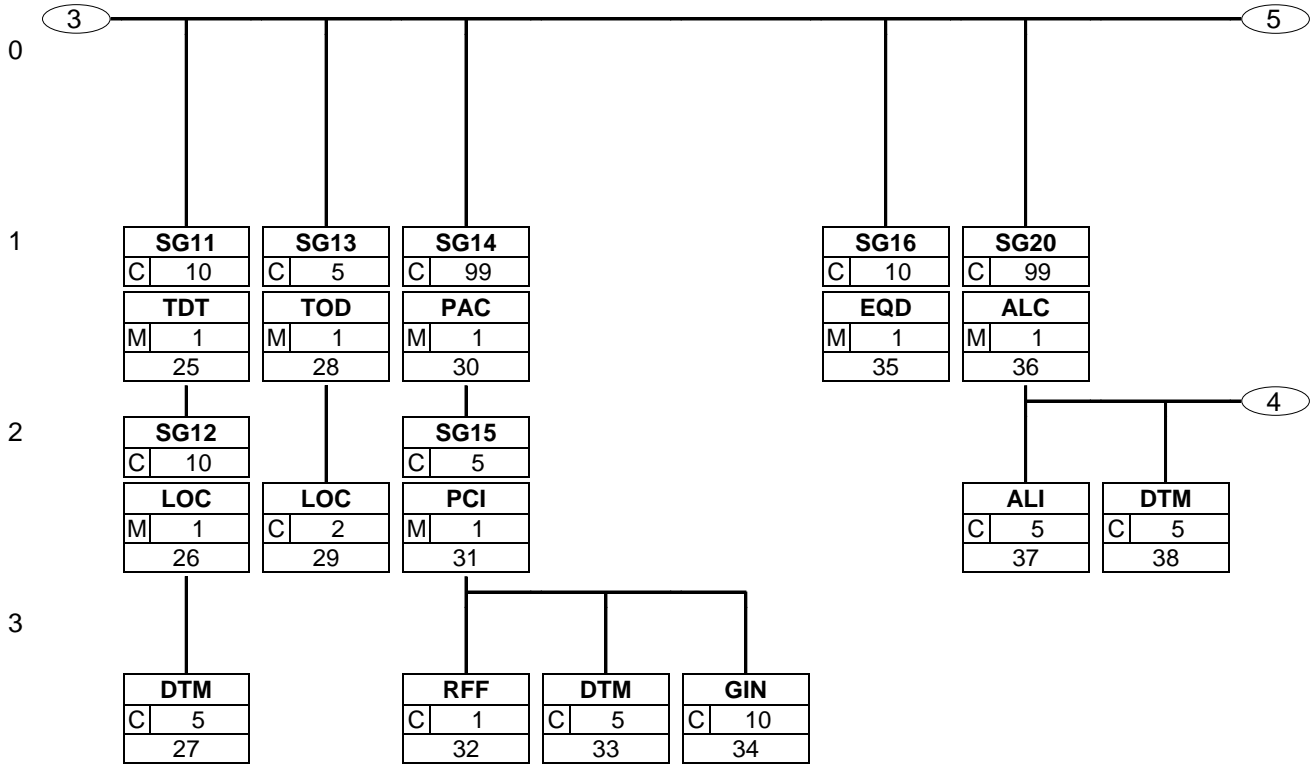 3 5
0
1 SG11 SG13 SG14 SG16 SG20
C 10 C 5 C 99 C 10 C 99
TDT TOD PAC EQD ALC
M 1 M 1 M 1 M 1 M 1
25 28 30 35 36
4
2 SG12 SG15
C 10 C 5
LOC LOC PCI ALI DTM
M 1 C 2 M 1 C 5 C 5
26 29 31 37 38
3
DTM RFF DTM GIN
C 5 C 1 C 5 C 10
27 32 33 34